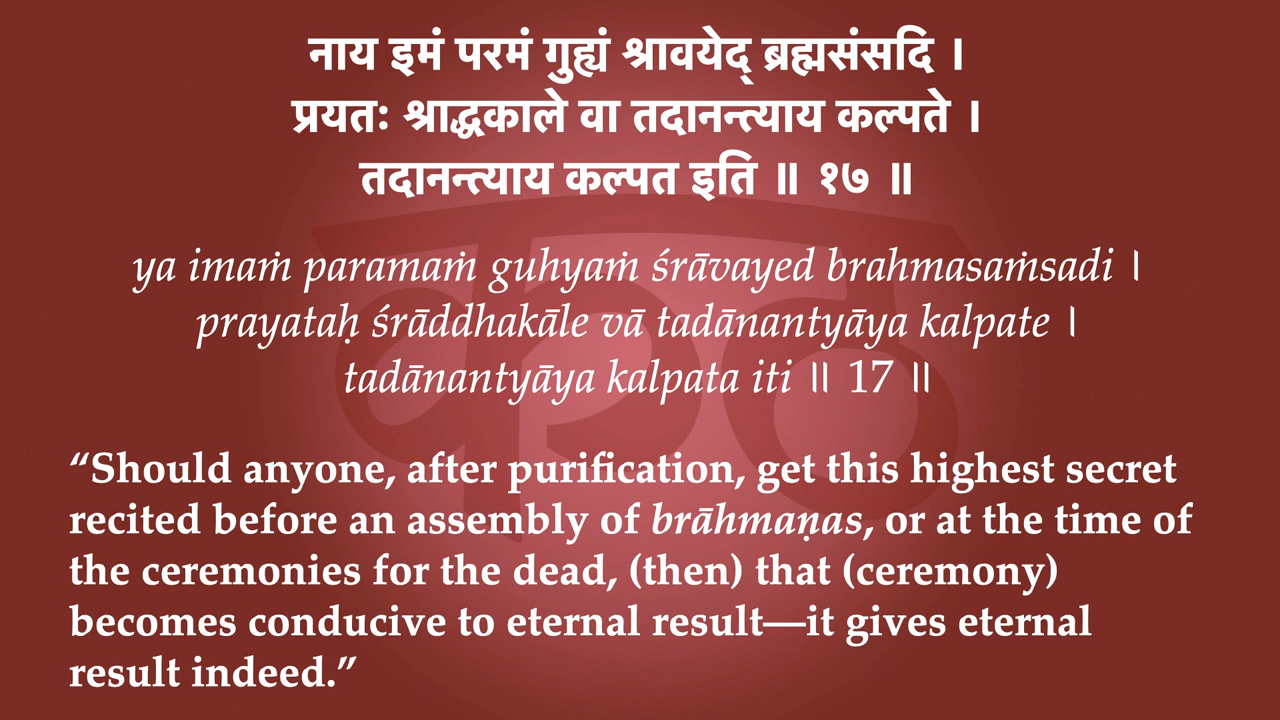 नाय इमं परमं गुह्यं श्रावयेद् ब्रह्मसंसदि ।
प्रयतः श्राद्धकाले वा तदानन्त्याय कल्पते ।
तदानन्त्याय कल्पत इति ॥ १७ ॥
ya imaṁ paramaṁ guhyaṁ śrāvayed brahmasaṁsadi ।
prayataḥ śrāddhakāle vā tadānantyāya kalpate ।
tadānantyāya kalpata iti ॥ 17 ॥
“Should anyone, after purification, get this highest secret
recited before an assembly of brāhmaṇas, or at the time of
the ceremonies for the dead, (then) that (ceremony)
becomes conducive to eternal result—it gives eternal
result indeed.”